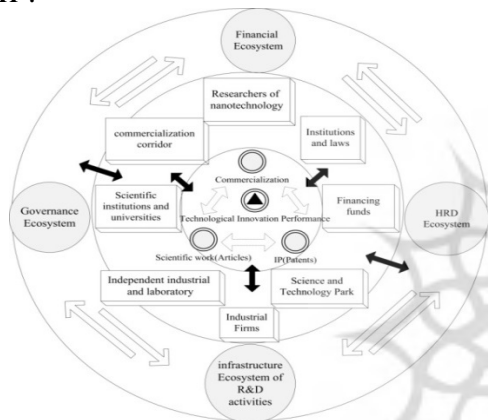 Financial
Ecosystem
Researchers of
nanotechnology
commercialization
corridor
Institutions
and laws
Commercialization
Scientific
institutions and
universities
Financing
funds
Governance
Ecosystem
HRD
Ecosystem
Technological Innovation Performance
Scientific work(Articles)
IP(Patents)
Independent industrial
and laboratory
Science and
Technology Park
Industrial
Firms
infrastructure
Ecosystem of
R&D
activities